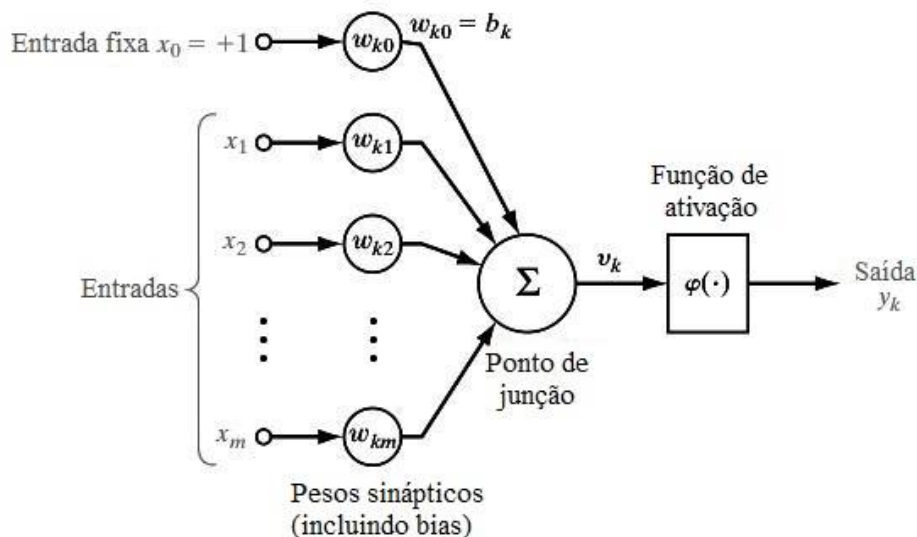 Entrada fixa x₀ = +1
wₖ₀
wₖ₀ = bₖ
x₁
wₖ₁
x₂
wₖ₂
Entradas
xₘ
wₖₘ
Σ
Ponto de
junção
vₖ
Função de
ativação
φ(·)
Saída
yₖ
Pesos sinápticos
(incluindo bias)